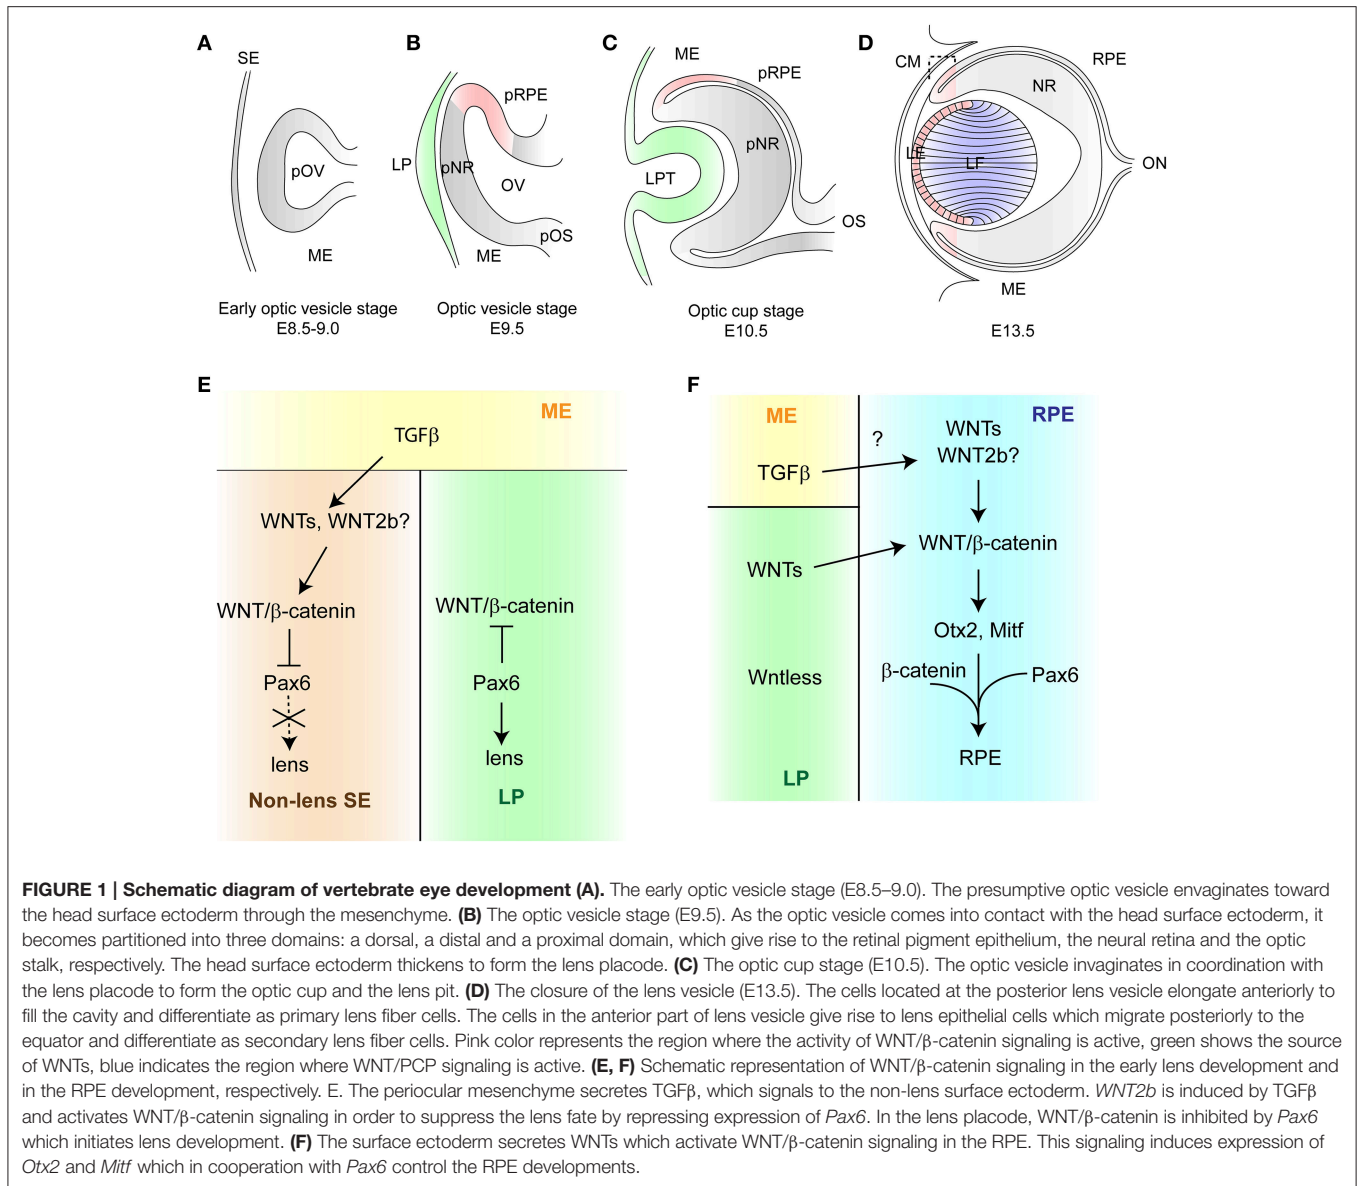 A
SE
pOV
ME
Early optic vesicle stage
E8.5-9.0
B
pRPE
LP
pNR
OV
pOS
ME
Optic vesicle stage
E9.5
C
ME
pRPE
pNR
LPT
OS
Optic cup stage
E10.5
D
CM
RPE
NR
LE
LF
ON
ME
E13.5
E
ME
TGFβ
WNTs, WNT2b?
WNT/β-catenin
Pax6
lens
Non-lens SE
WNT/β-catenin
Pax6
lens
LP
F
ME
TGFβ
?
WNTs
WNT2b?
RPE
WNTs
WNT/β-catenin
Otx2, Mitf
Wntless
β-catenin
Pax6
RPE
LP
FIGURE 1 | Schematic diagram of vertebrate eye development (A). The early optic vesicle stage (E8.5–9.0). The presumptive optic vesicle envaginates toward
the head surface ectoderm through the mesenchyme. (B) The optic vesicle stage (E9.5). As the optic vesicle comes into contact with the head surface ectoderm, it
becomes partitioned into three domains: a dorsal, a distal and a proximal domain, which give rise to the retinal pigment epithelium, the neural retina and the optic
stalk, respectively. The head surface ectoderm thickens to form the lens placode. (C) The optic cup stage (E10.5). The optic vesicle invaginates in coordination with
the lens placode to form the optic cup and the lens pit. (D) The closure of the lens vesicle (E13.5). The cells located at the posterior lens vesicle elongate anteriorly to
fill the cavity and differentiate as primary lens fiber cells. The cells in the anterior part of lens vesicle give rise to lens epithelial cells which migrate posteriorly to the
equator and differentiate as secondary lens fiber cells. Pink color represents the region where the activity of WNT/β-catenin signaling is active, green shows the source
of WNTs, blue indicates the region where WNT/PCP signaling is active. (E, F) Schematic representation of WNT/β-catenin signaling in the early lens development and
in the RPE development, respectively. E. The periocular mesenchyme secretes TGFβ, which signals to the non-lens surface ectoderm. WNT2b is induced by TGFβ
and activates WNT/β-catenin signaling in order to suppress the lens fate by repressing expression of Pax6. In the lens placode, WNT/β-catenin is inhibited by Pax6
which initiates lens development. (F) The surface ectoderm secretes WNTs which activate WNT/β-catenin signaling in the RPE. This signaling induces expression of
Otx2 and Mitf which in cooperation with Pax6 control the RPE developments.